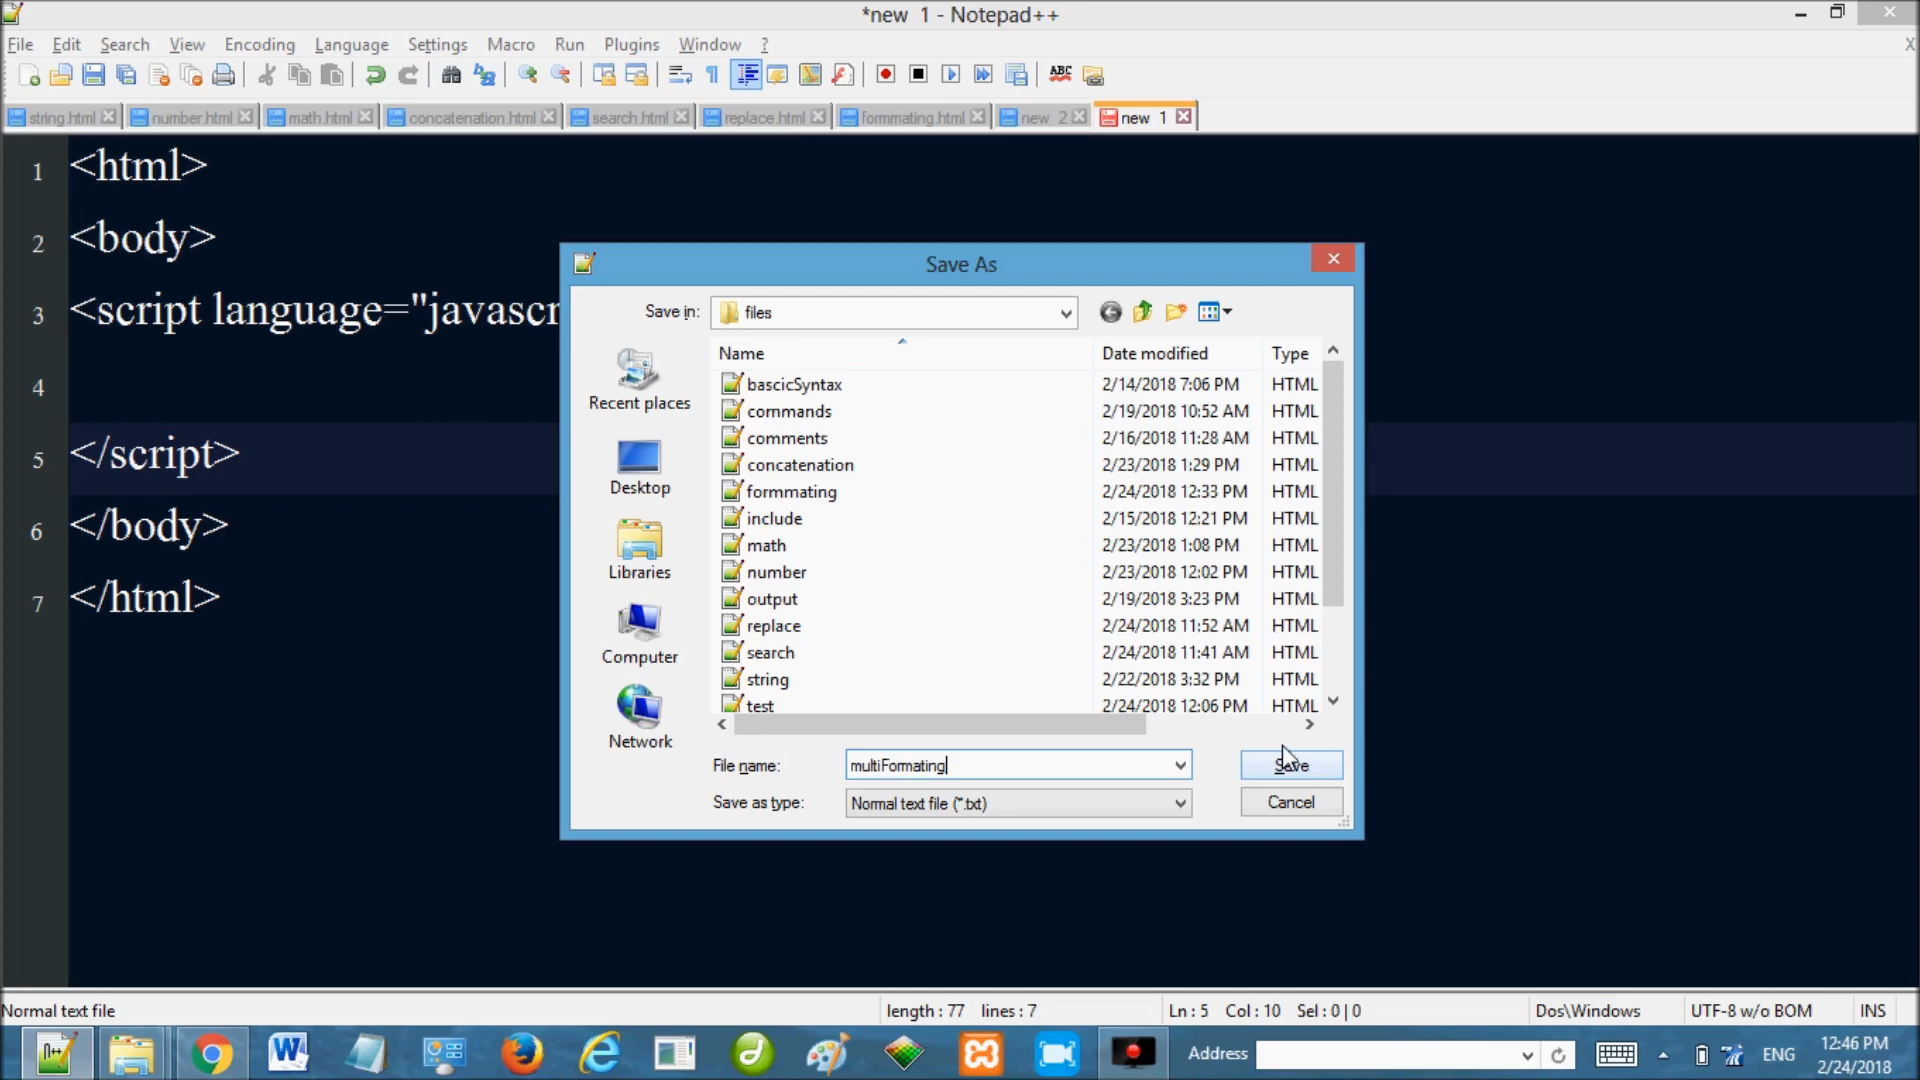 *new 1 - Notepad++
File Edit Search View Encoding Language Settings Macro Run Plugins Window ? X
ABC
string.html number.html math.html concatenation.html search.html replace.html formmating.html new 2 new 1
1 <html>
2 <body>
3 <script language="javascr
4
5 </script>
6 </body>
7 </html>
Save As
Save in: files
Name Date modified Type
bascicSyntax 2/14/2018 7:06 PM HTML
commands 2/19/2018 10:52 AM HTML
comments 2/16/2018 11:28 AM HTML
concatenation 2/23/2018 1:29 PM HTML
formmating 2/24/2018 12:33 PM HTML
include 2/15/2018 12:21 PM HTML
math 2/23/2018 1:08 PM HTML
number 2/23/2018 12:02 PM HTML
output 2/19/2018 3:23 PM HTML
replace 2/24/2018 11:52 AM HTML
search 2/24/2018 11:41 AM HTML
string 2/22/2018 3:32 PM HTML
test 2/24/2018 12:06 PM HTML
Recent places
Desktop
Libraries
Computer
Network
File name: multiFormating Save
Save as type: Normal text file (*.txt) Cancel
Normal text file length : 77 lines : 7 Ln : 5 Col : 10 Sel : 0 | 0 Dos\Windows UTF-8 w/o BOM INS
Address ENG 12:46 PM
2/24/2018